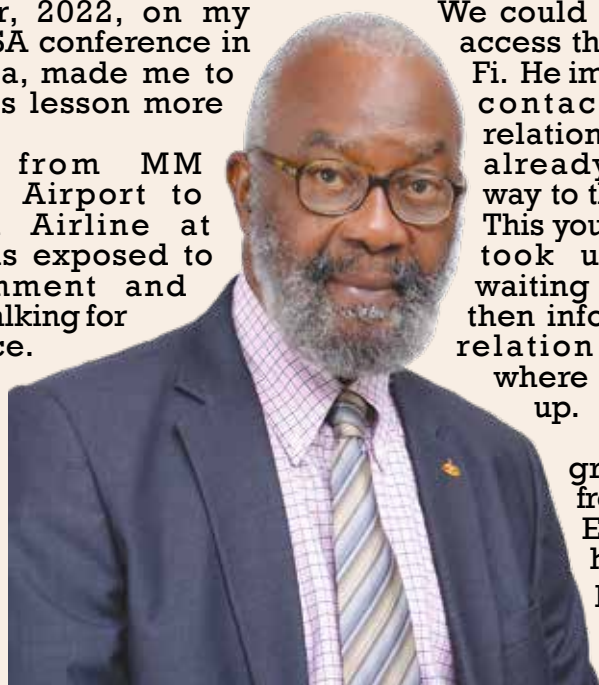 r, 2022, on my
SA conference in
a, made me to
s lesson more
from MM
Airport to
Airline at
s exposed to
nment and
lking for
ce.
We could
access th
Fi. He im
contac
relation
already
way to th
This you
took u
waiting
then info
relation
where
up.
gr
fr
E
h